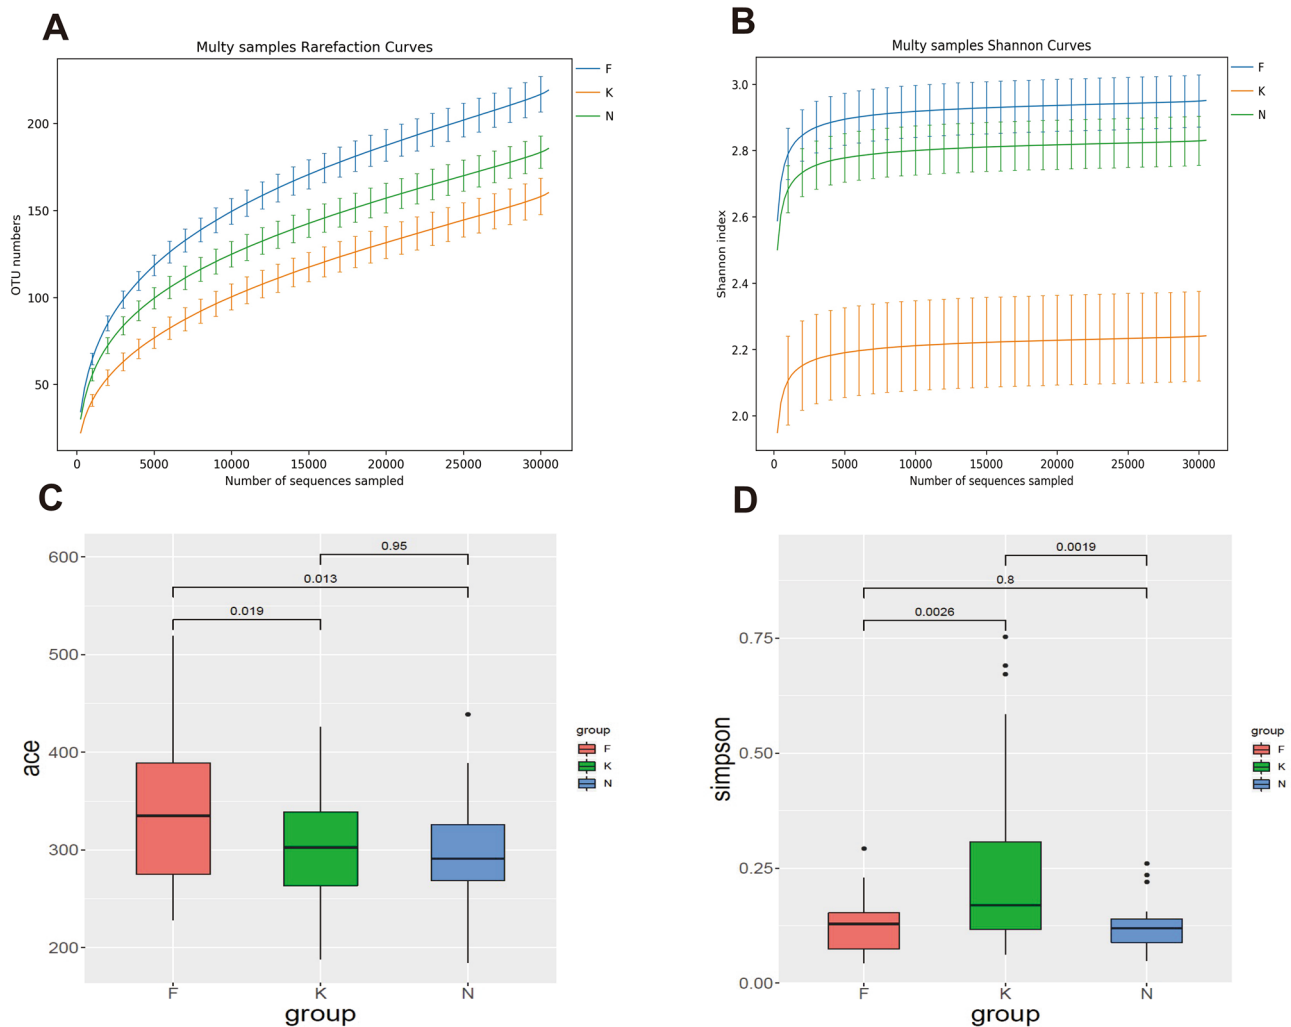 A
Multy samples Rarefaction Curves
F
K
N
200
150
100
50
OTU numbers
0 5000 10000 15000 20000 25000 30000
Number of sequences sampled
B
Multy samples Shannon Curves
F
K
N
3.0
2.8
2.6
2.4
2.2
2.0
Shannon index
0 5000 10000 15000 20000 25000 30000
Number of sequences sampled
C
0.95
0.013
0.019
600
500
400
300
200
ace
F K N
group
group
F
K
N
D
0.0019
0.8
0.0026
0.75
0.50
0.25
0.00
simpson
F K N
group
group
F
K
N